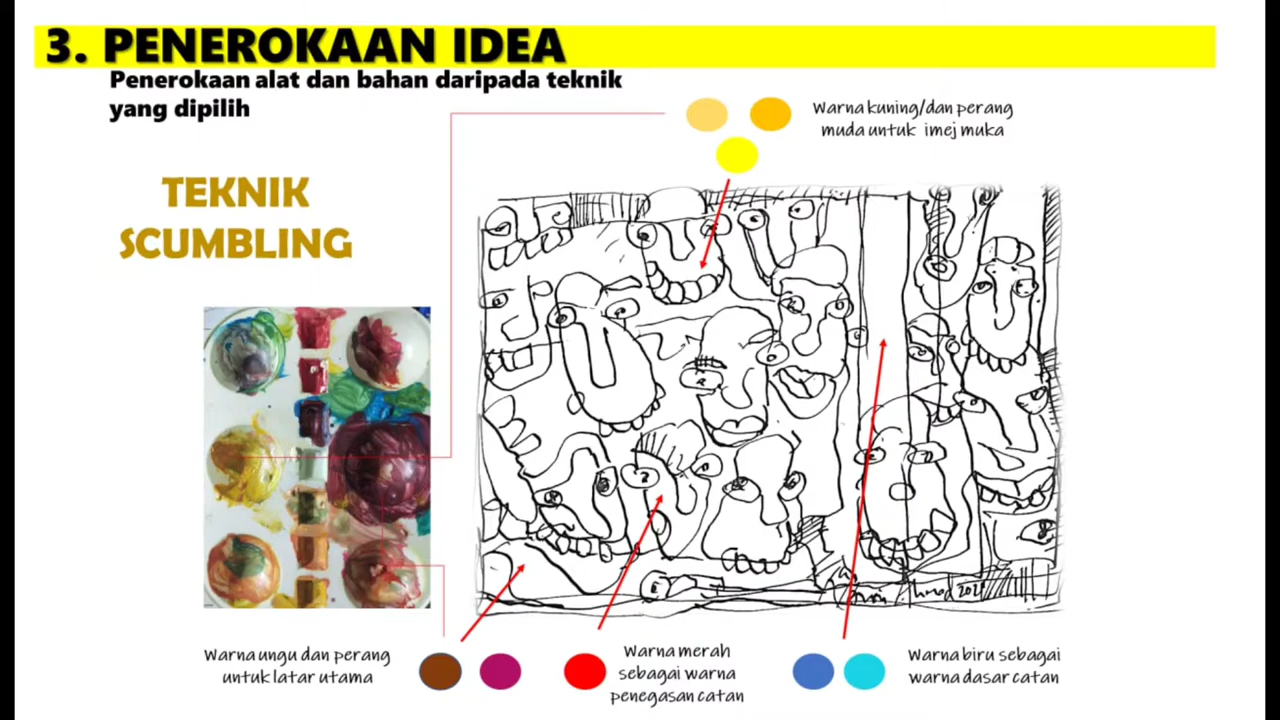 3. PENEROKAAN IDEA
Penerokaan alat dan bahan daripada teknik
yang dipilih
Warna kuning/dan perang
muda untuk imej muka
TEKNIK
SCUMBLING
Warna ungu dan perang
untuk latar utama
Warna merah
sebagai warna
penegasan catan
Warna biru sebagai
warna dasar catan